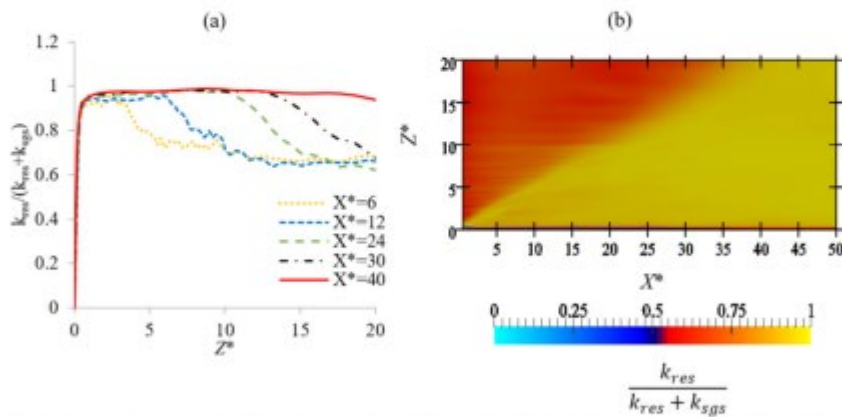 (a)
1.2
1
0.8
0.6
0.4
0.2
0
k_res/(k_res+k_sgs)
X*=6
X*=12
X*=24
X*=30
X*=40
0 5 10 15 20
Z*
(b)
20
15
10
5
0
Z*
5 10 15 20 25 30 35 40 45 50
X*
0 0.25 0.5 0.75 1
k_res
k_res + k_sgs